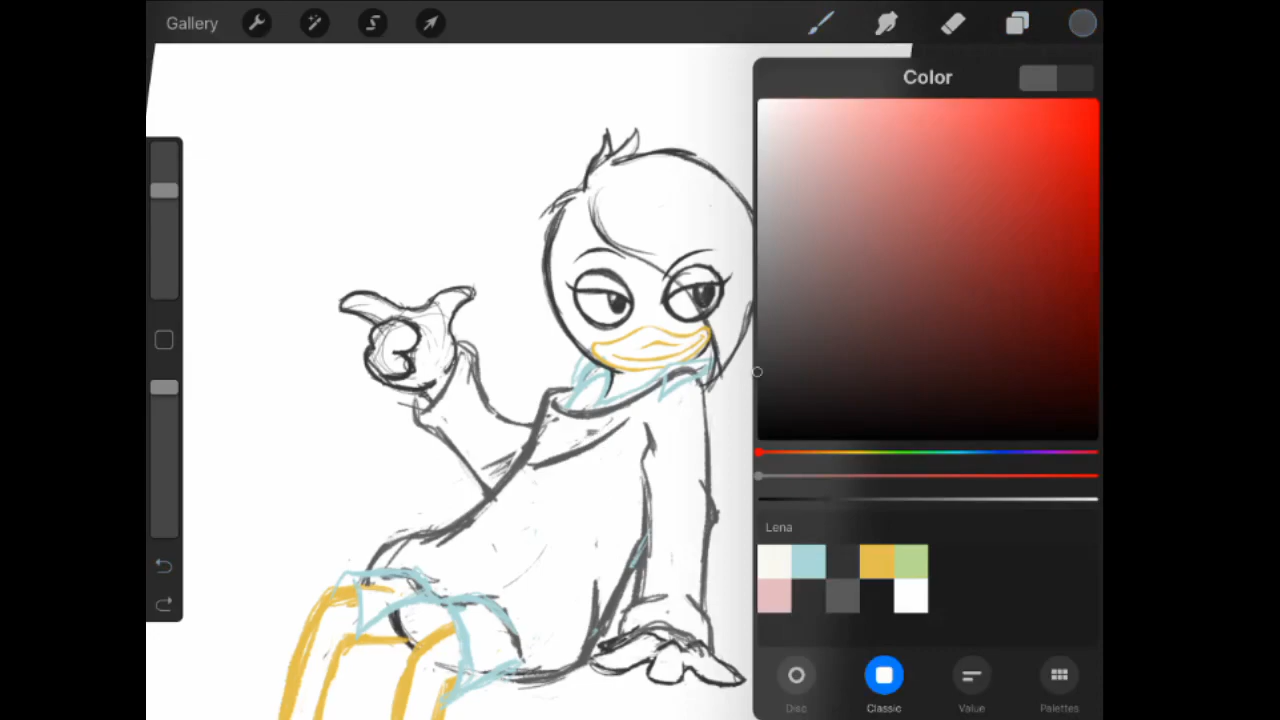 Gallery
Color
Lena
Disc
Classic
Value
Palettes